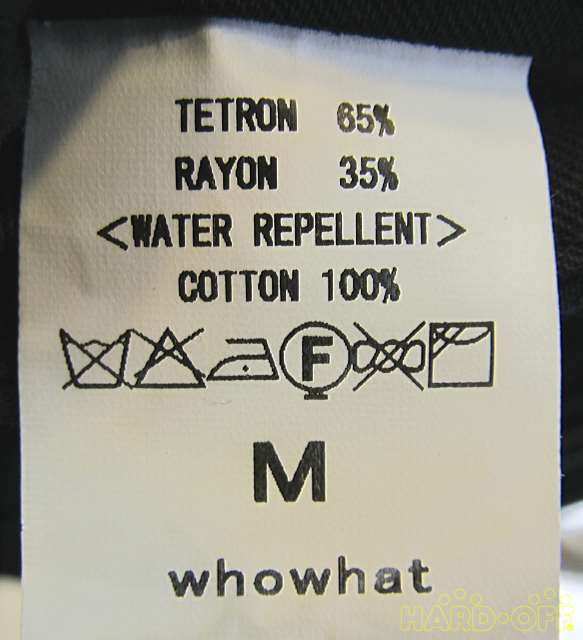 TETRON 65%
RAYON 35%
<WATER REPELLENT>
COTTON 100%
F
M
whowhat
HARD·OFF.